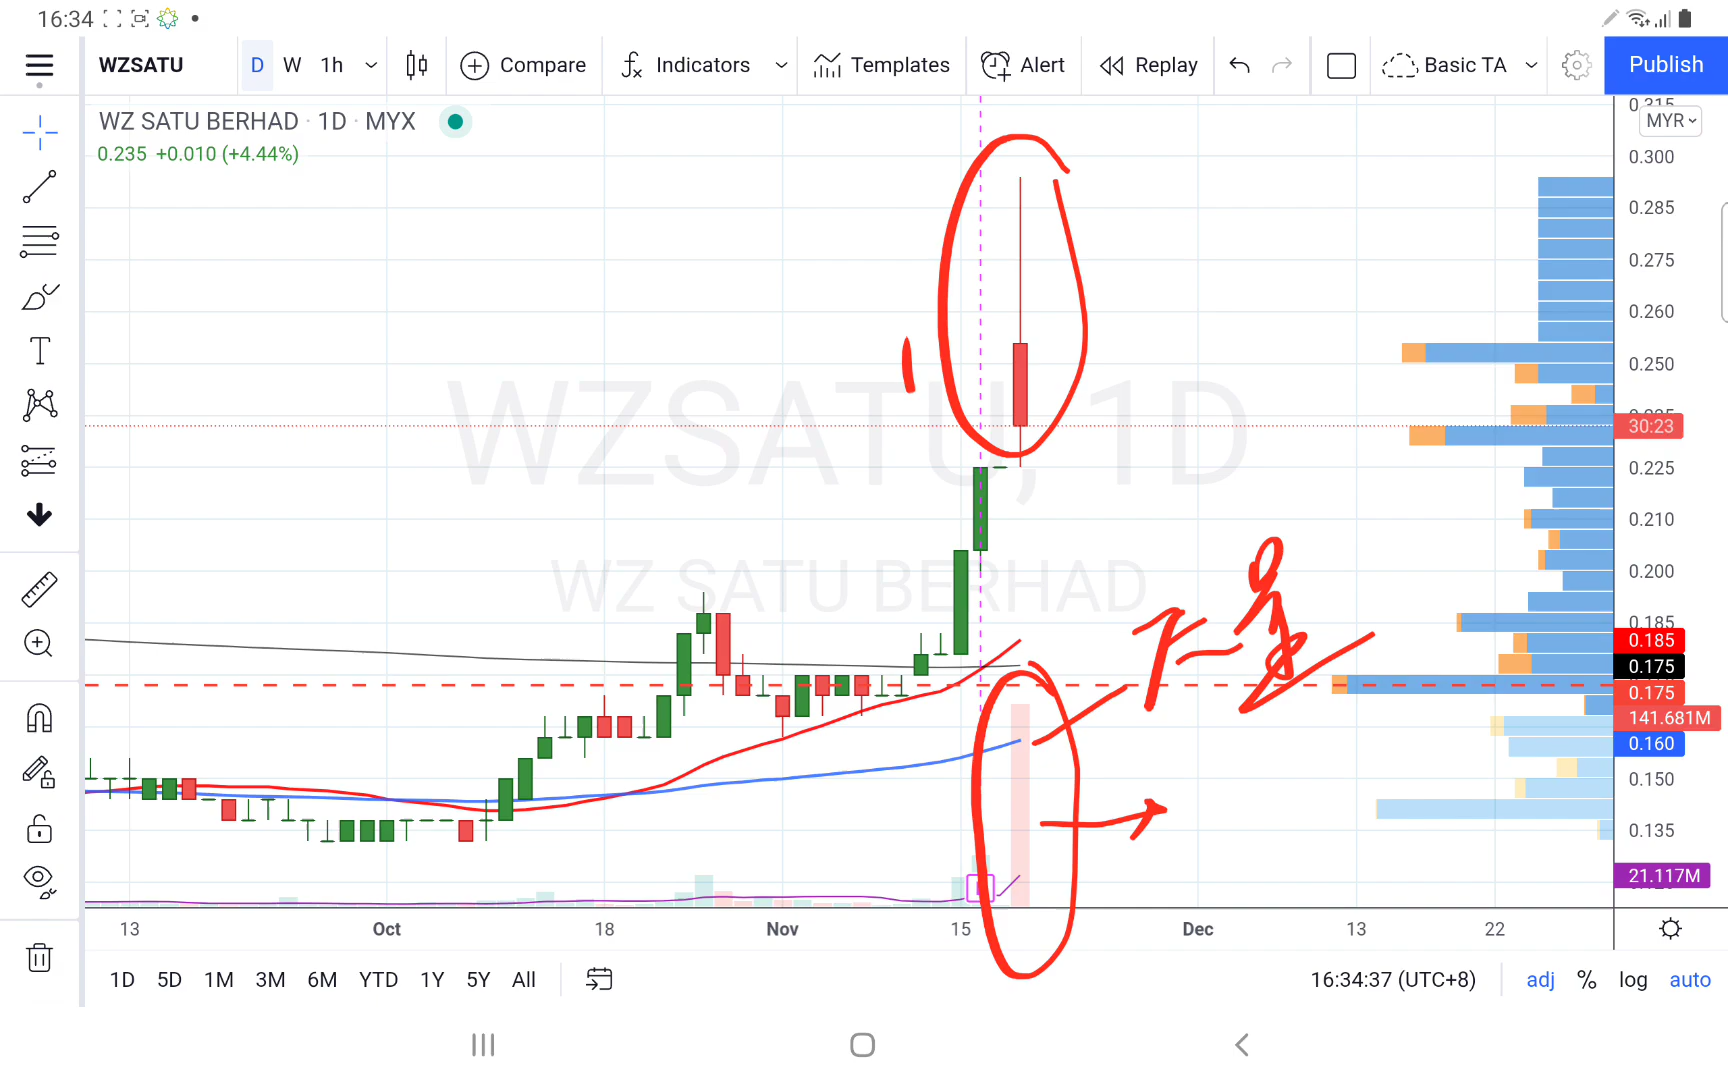 16:34
WZSATU D W 1h Compare Indicators Templates Alert Replay Basic TA Publish
WZ SATU BERHAD · 1D · MYX
0.235 +0.010 (+4.44%)
MYR
0.315
0.300
0.285
0.275
0.260
0.250
30:23
0.225
0.210
0.200
0.185
0.185
0.175
0.175
141.681M
0.160
0.150
0.135
21.117M
WZSATU, 1D
WZ SATU BERHAD
13 Oct 18 Nov 15 Dec 13 22
1D 5D 1M 3M 6M YTD 1Y 5Y All 16:34:37 (UTC+8) adj % log auto